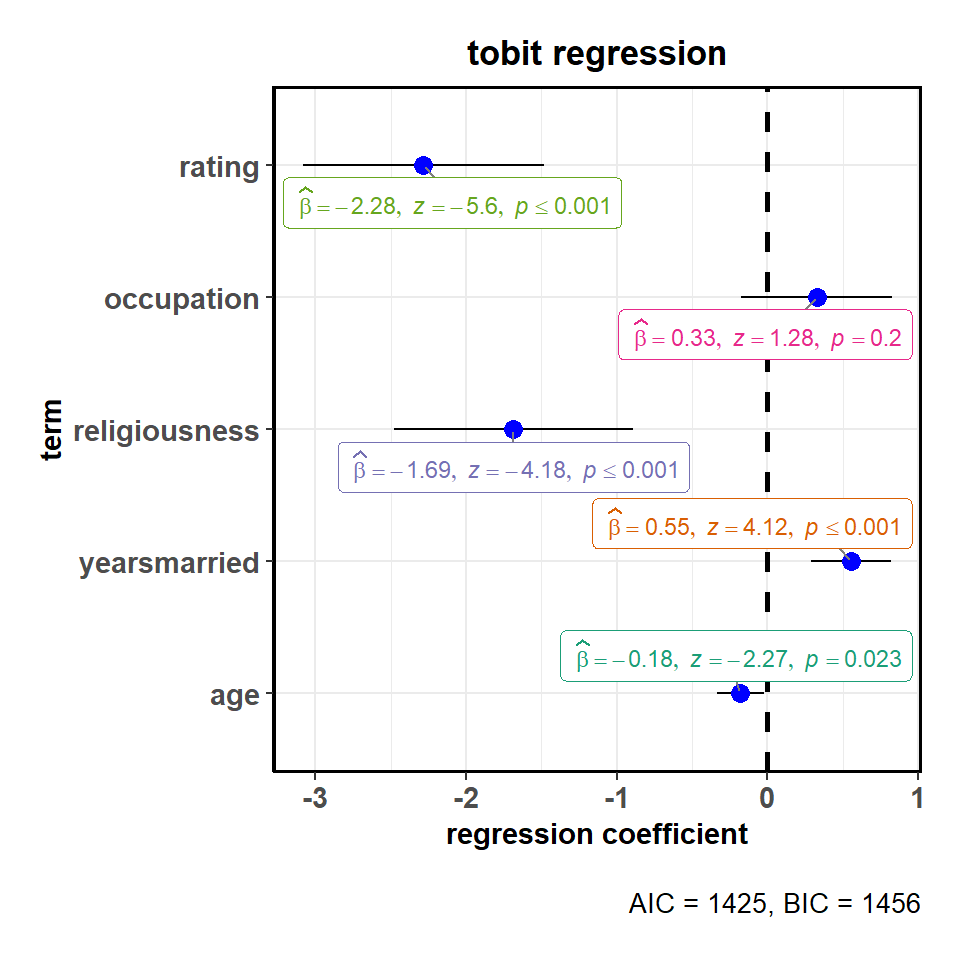 tobit regression
rating
β̂ = −2.28, z = −5.6, p ≤ 0.001
occupation
β̂ = 0.33, z = 1.28, p = 0.2
religiousness
β̂ = −1.69, z = −4.18, p ≤ 0.001
β̂ = 0.55, z = 4.12, p ≤ 0.001
yearsmarried
β̂ = −0.18, z = −2.27, p = 0.023
age
term
-3 -2 -1 0 1
regression coefficient
AIC = 1425, BIC = 1456